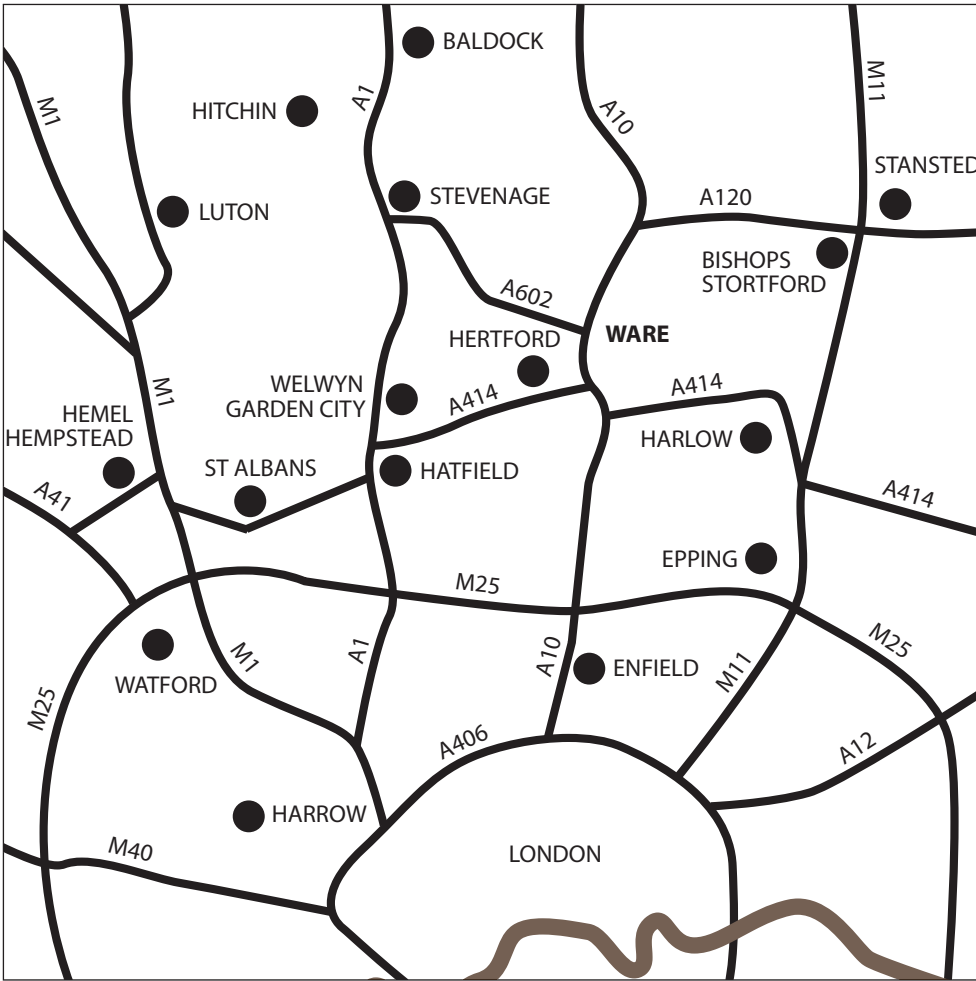 BALDOCK
M1
A1
M11
HITCHIN
A10
STANSTED
STEVENAGE
A120
LUTON
BISHOPS
STORTFORD
A602
WARE
HERTFORD
M1
WELWYN
GARDEN CITY
A414
A414
HEMEL
HEMPSTEAD
HARLOW
ST ALBANS
HATFIELD
A41
A414
EPPING
M25
M25
M1
A1
A10
ENFIELD
M11
WATFORD
M25
A406
A12
HARROW
M40
LONDON